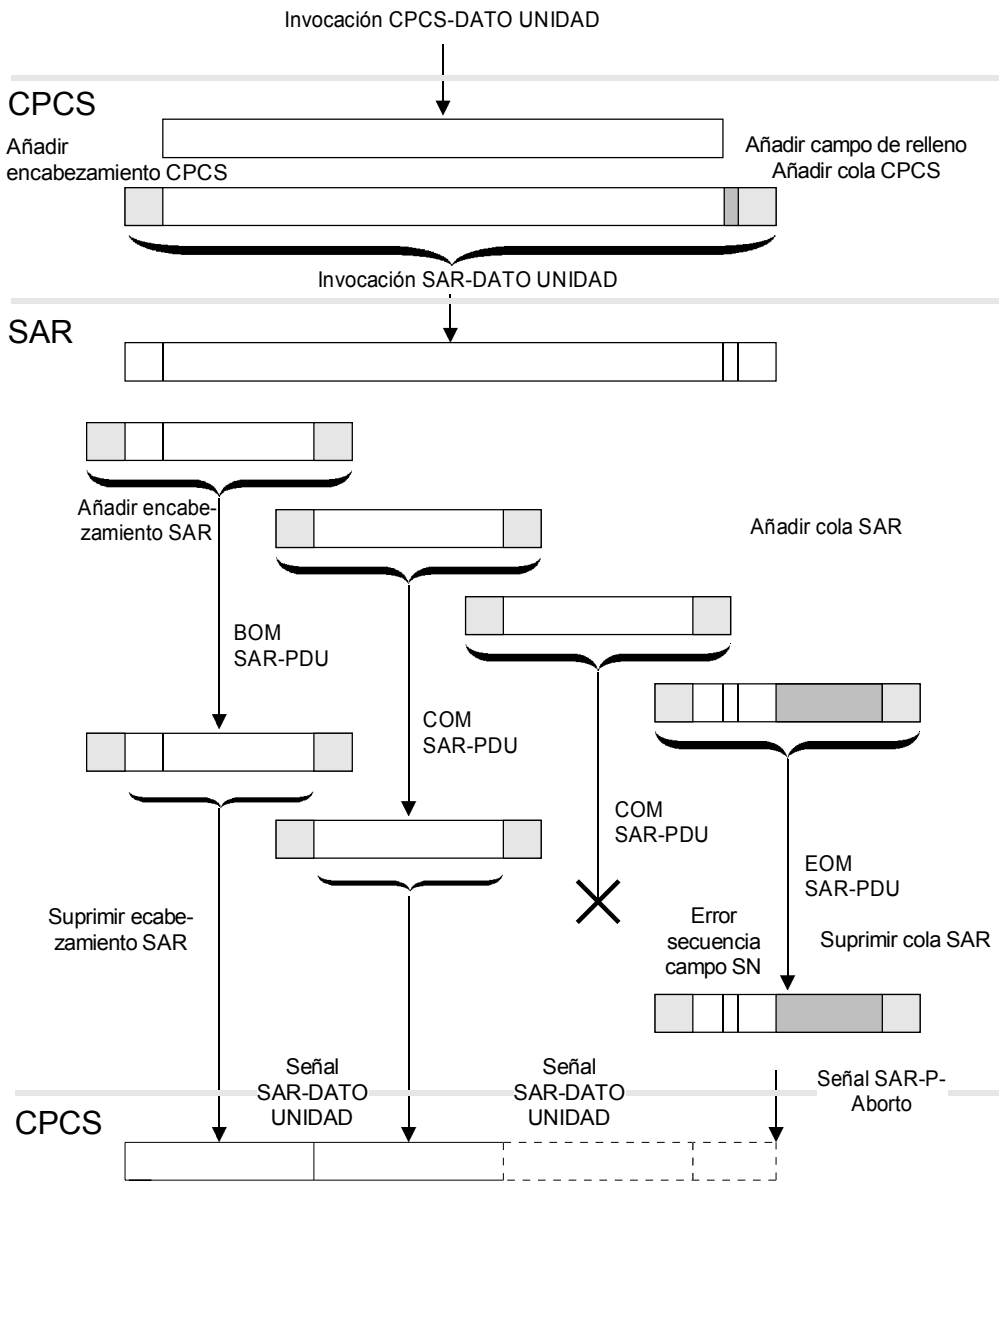 Invocación CPCS-DATO UNIDAD
CPCS
Añadir
encabezamiento CPCS
Añadir campo de relleno
Añadir cola CPCS
Invocación SAR-DATO UNIDAD
SAR
Añadir encabe-
zamiento SAR
Añadir cola SAR
BOM
SAR-PDU
COM
SAR-PDU
COM
SAR-PDU
EOM
SAR-PDU
Suprimir ecabe-
zamiento SAR
Error
secuencia
campo SN
Suprimir cola SAR
Señal
SAR-DATO
UNIDAD
Señal
SAR-DATO
UNIDAD
Señal SAR-P-
Aborto
CPCS